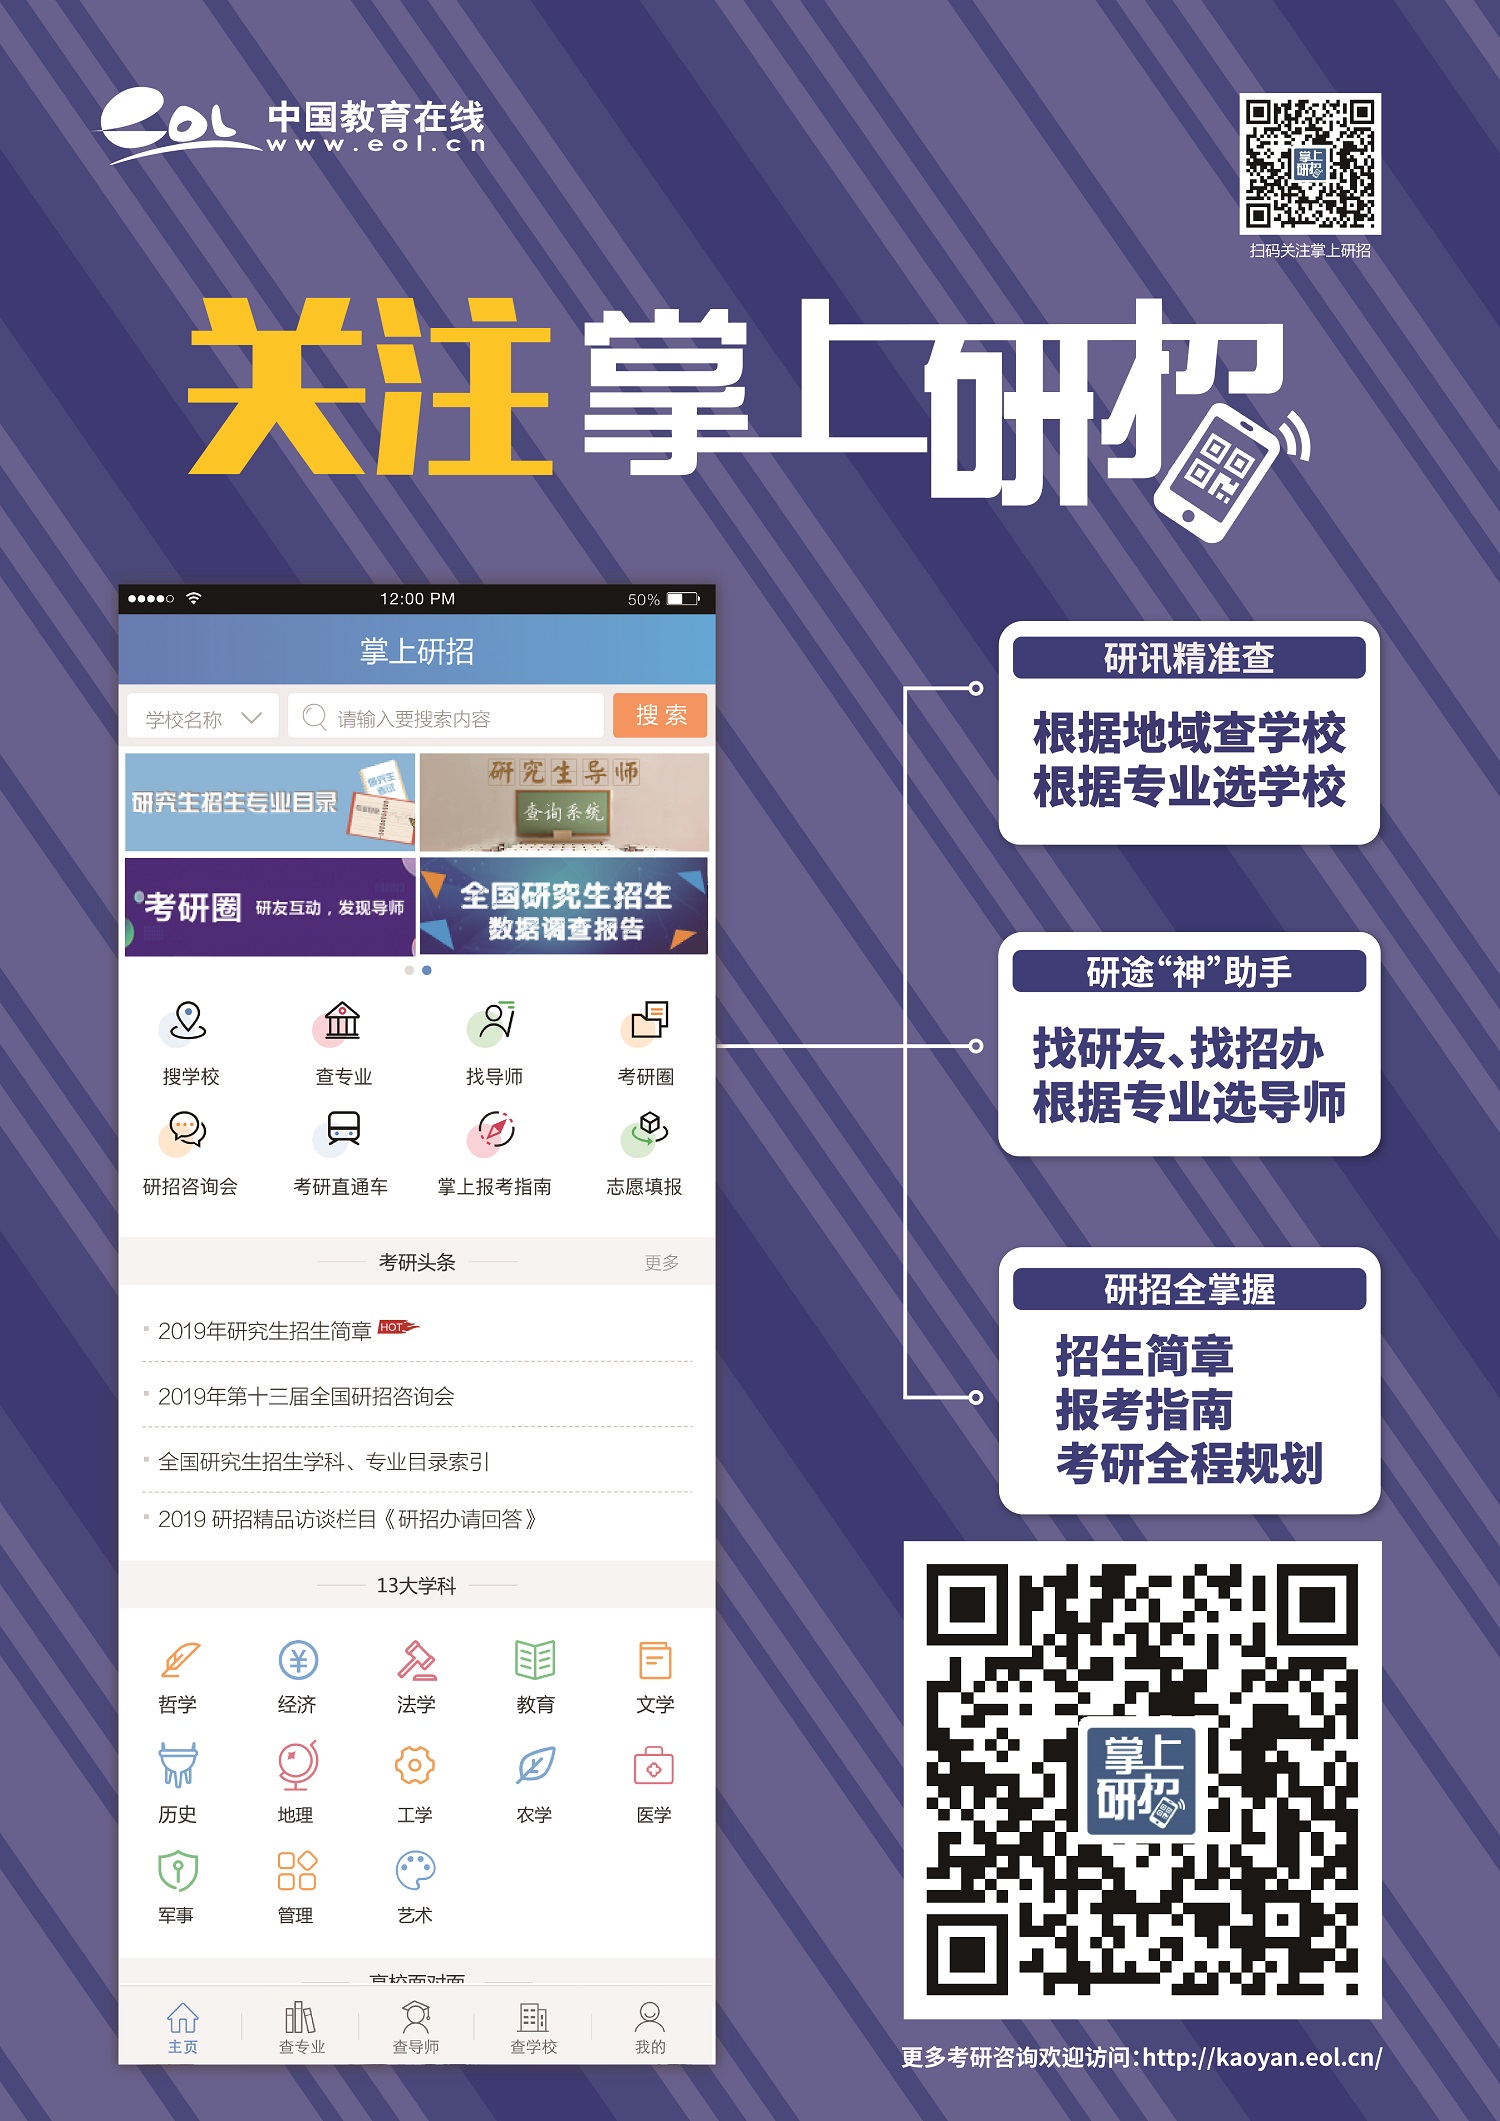 eol 中国教育在线
www.eol.cn
掌上
研招
扫码关注掌上研招
关注 掌上研招
12:00 PM
50%
掌上研招
学校名称
请输入要搜索内容
搜索
研究生招生专业目录
研究生导师
查询系统
考研圈 研友互动，发现导师
全国研究生招生
数据调查报告
搜学校
查专业
找导师
考研圈
研招咨询会
考研直通车
掌上报考指南
志愿填报
考研头条
更多
2019年研究生招生简章 HOT
2019年第十三届全国研招咨询会
全国研究生招生学科、专业目录索引
2019 研招精品访谈栏目《研招办请回答》
13大学科
哲学
经济
法学
教育
文学
历史
地理
工学
农学
医学
军事
管理
艺术
高校面对面
主页
查专业
查导师
查学校
我的
研讯精准查
根据地域查学校
根据专业选学校
研途“神”助手
找研友、找招办
根据专业选导师
研招全掌握
招生简章
报考指南
考研全程规划
掌上
研招
更多考研咨询欢迎访问：http://kaoyan.eol.cn/